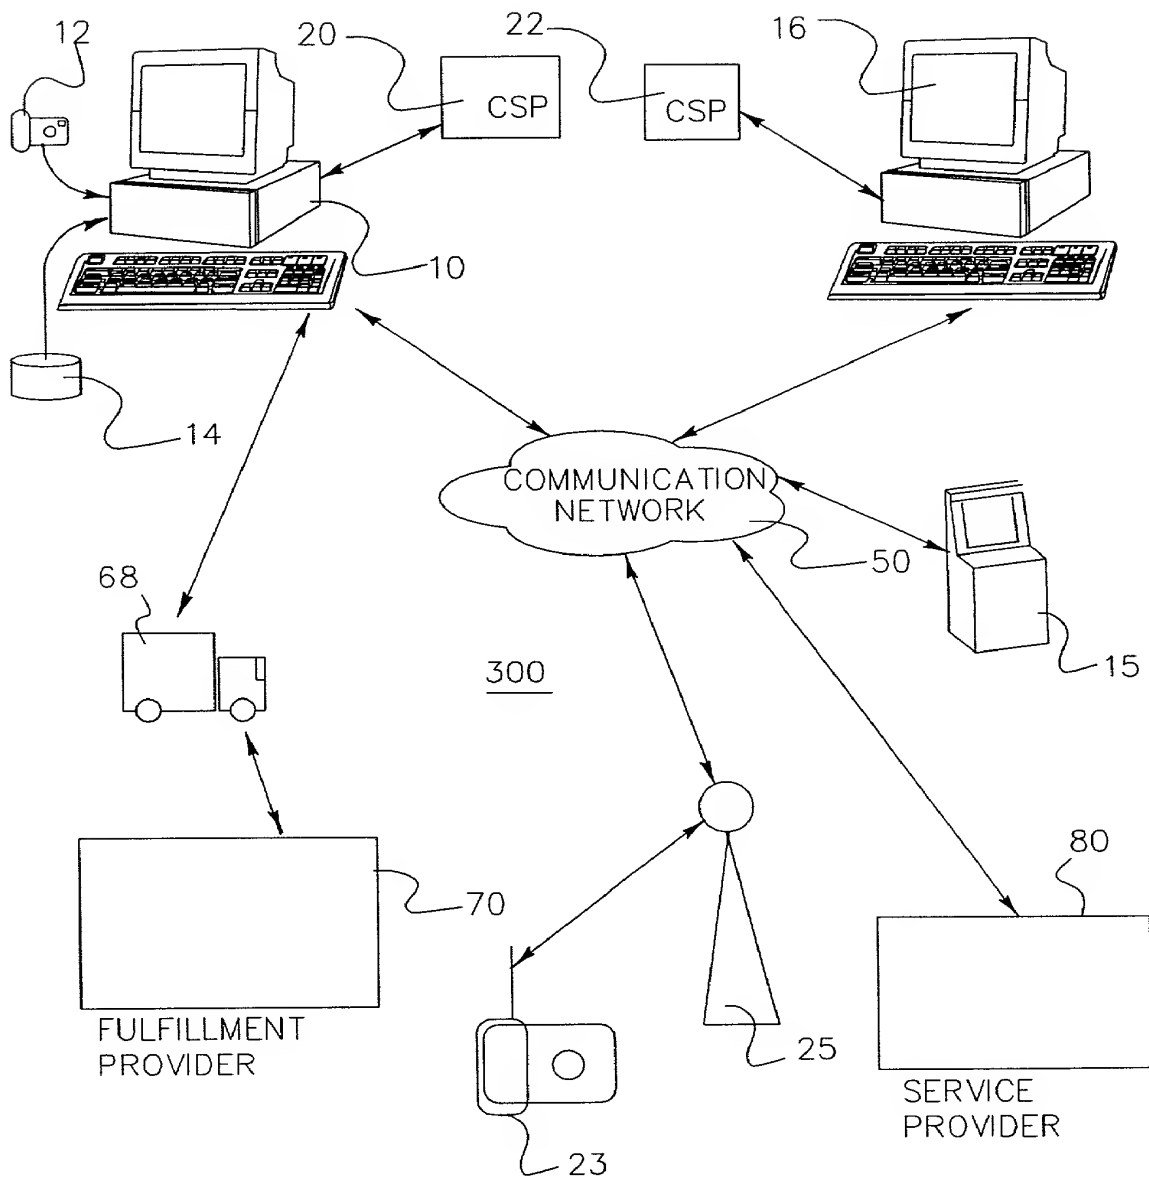 12
20
22
16
CSP
CSP
10
14
COMMUNICATION
NETWORK
50
68
300
15
80
70
FULFILLMENT
PROVIDER
25
SERVICE
PROVIDER
23